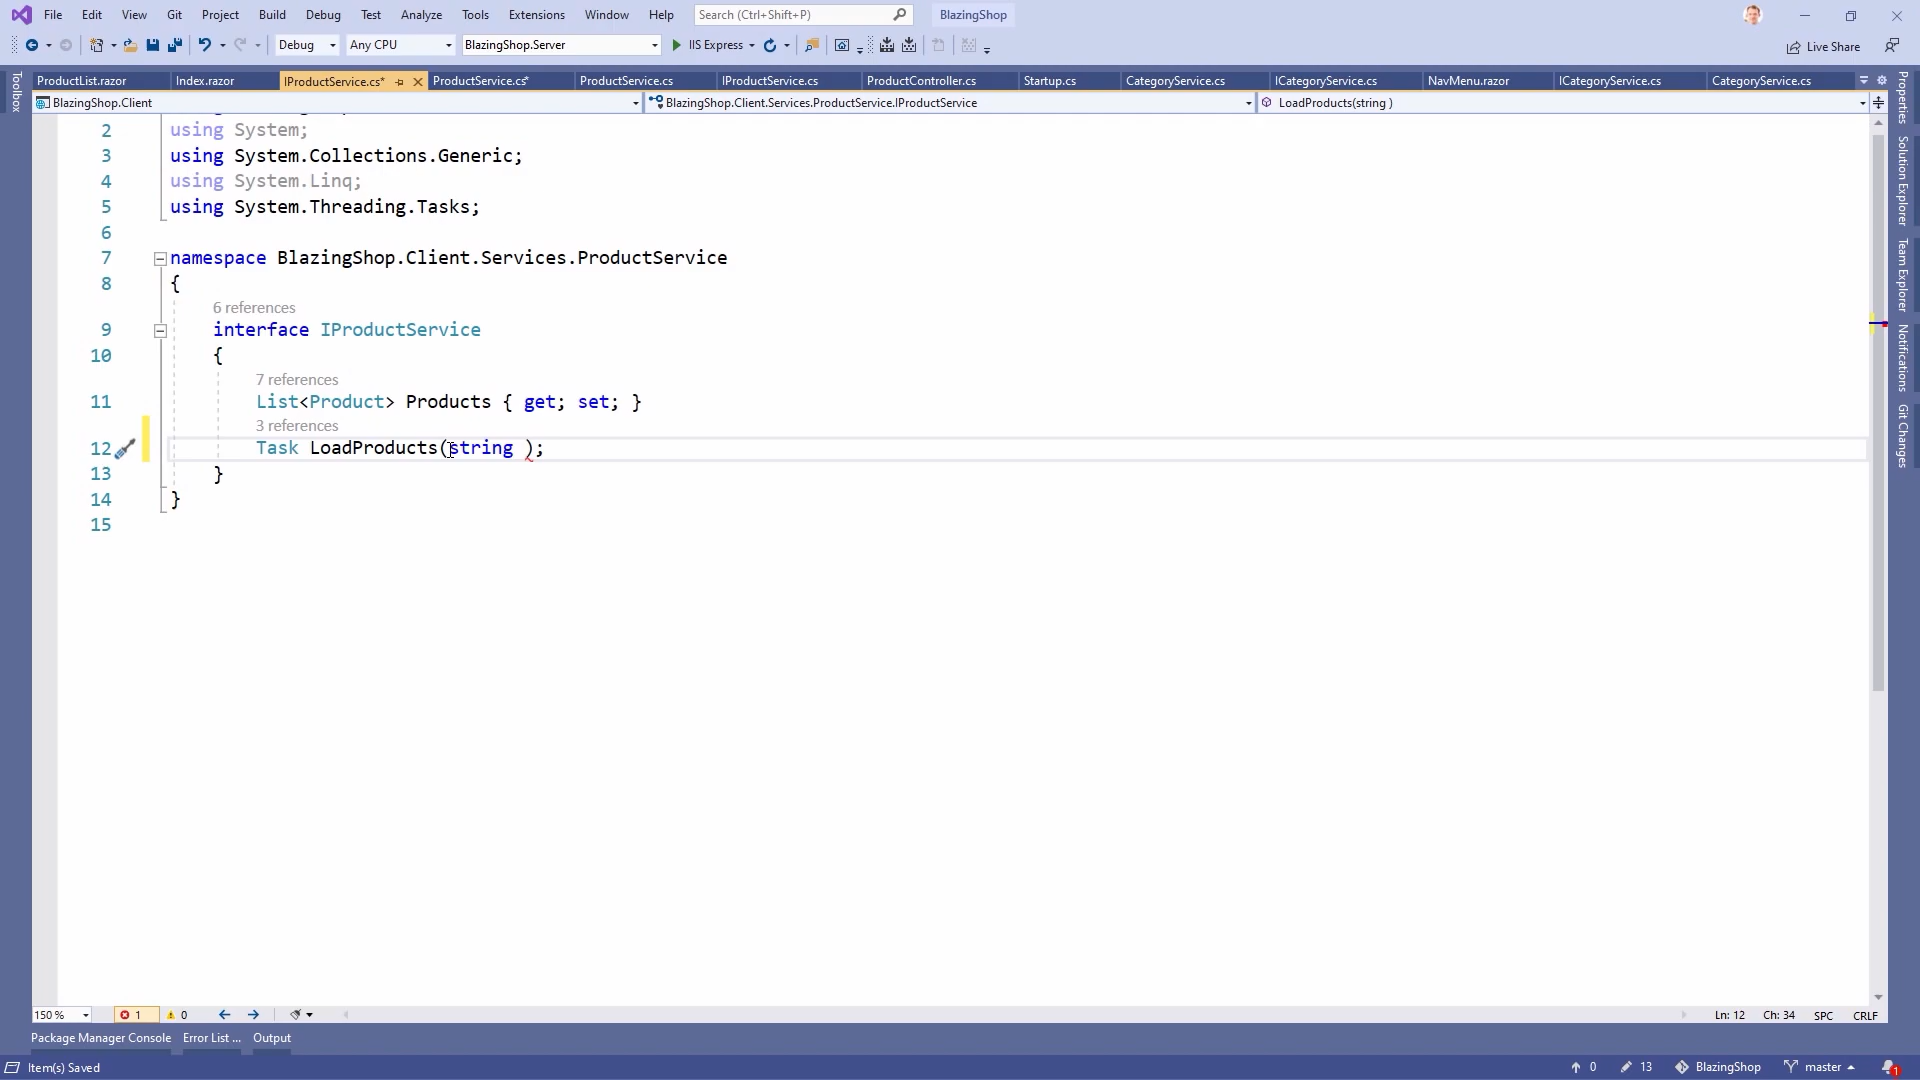 File Edit View Git Project Build Debug Test Analyze Tools Extensions Window Help Search (Ctrl+Shift+P) BlazingShop
Debug Any CPU BlazingShop.Server IIS Express Live Share
ProductList.razor Index.razor IProductService.cs* ProductService.cs* ProductService.cs IProductService.cs ProductController.cs Startup.cs CategoryService.cs ICategoryService.cs NavMenu.razor ICategoryService.cs CategoryService.cs
BlazingShop.Client BlazingShop.Client.Services.ProductService.IProductService LoadProducts(string )
Toolbox
Properties
Solution Explorer
Team Explorer
Notifications
Git Changes
2 using System;
3 using System.Collections.Generic;
4 using System.Linq;
5 using System.Threading.Tasks;
6
7 namespace BlazingShop.Client.Services.ProductService
8 {
6 references
9 interface IProductService
10 {
7 references
11 List<Product> Products { get; set; }
3 references
12 Task LoadProducts(string );
13 }
14 }
15
150 % 1 0 Ln: 12 Ch: 34 SPC CRLF
Package Manager Console Error List ... Output
Item(s) Saved 0 13 BlazingShop master 1